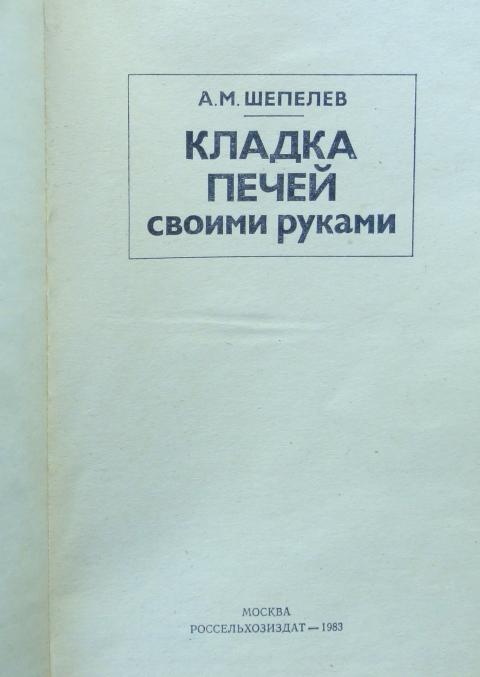 А.М. ШЕПЕЛЕВ
КЛАДКА
ПЕЧЕЙ
своими руками
МОСКВА
РОССЕЛЬХОЗИЗДАТ — 1983